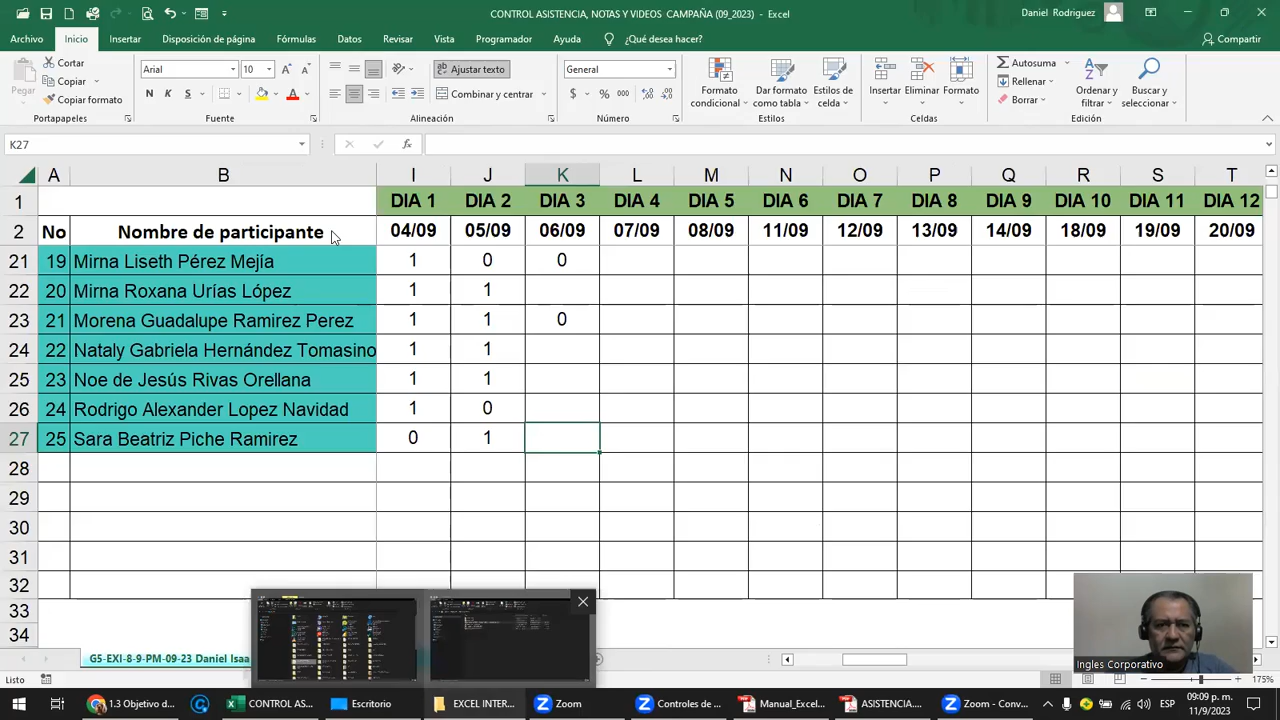 CONTROL ASISTENCIA, NOTAS Y VIDEOS CAMPAÑA (09_2023) - Excel
Daniel Rodriguez
Archivo Inicio Insertar Disposición de página Fórmulas Datos Revisar Vista Programador Ayuda ¿Qué desea hacer? Compartir
Pegar
Cortar
Copiar
Copiar formato
Portapapeles
Arial 10
N K S
Fuente
Ajustar texto
Combinar y centrar
Alineación
General
$ % 000
Número
Formato condicional
Dar formato como tabla
Estilos de celda
Estilos
Insertar Eliminar Formato
Celdas
Autosuma
Rellenar
Borrar
Ordenar y filtrar
Buscar y seleccionar
Edición
K27
A B I J K L M N O P Q R S T
1 DIA 1 DIA 2 DIA 3 DIA 4 DIA 5 DIA 6 DIA 7 DIA 8 DIA 9 DIA 10 DIA 11 DIA 12
2 No Nombre de participante 04/09 05/09 06/09 07/09 08/09 11/09 12/09 13/09 14/09 18/09 19/09 20/09
21 19 Mirna Liseth Pérez Mejía 1 0 0
22 20 Mirna Roxana Urías López 1 1
23 21 Morena Guadalupe Ramirez Perez 1 1 0
24 22 Nataly Gabriela Hernández Tomasino 1 1
25 23 Noe de Jesús Rivas Orellana 1 1
26 24 Rodrigo Alexander Lopez Navidad 1 0
27 25 Sara Beatriz Piche Ramirez 0 1
28
29
30
31
32
33
34
G5-EXI-8-9-PM-09-23 Daniel Isaa
Listo
175%
1.3 Objetivo d...
CONTROL AS...
Escritorio
EXCEL INTER...
Zoom
Controles de ...
Manual_Exce...
ASISTENCIA....
Zoom - Conv...
ESP
09:09 p. m.
11/9/2023